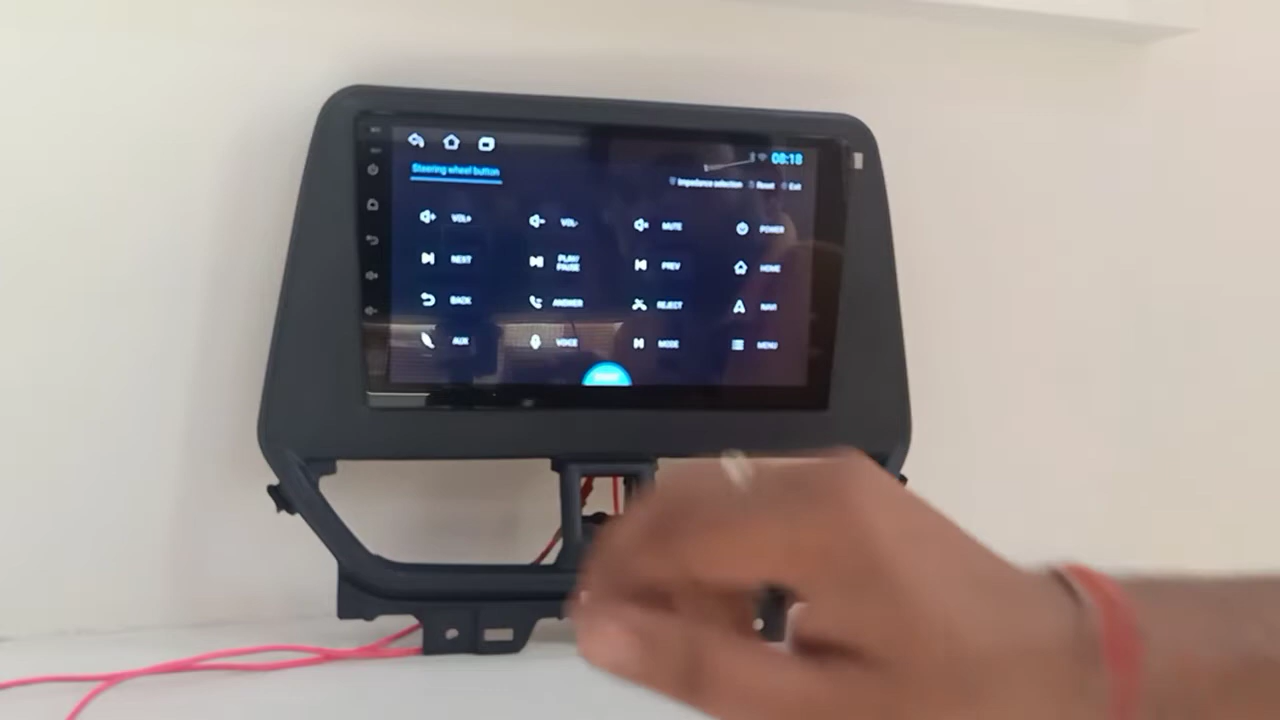 08:18
Steering wheel button
Impedance selection Reset Exit
VOL+ VOL- MUTE POWER
NEXT PLAY/ PREV HOME
PAUSE
BACK ANSWER REJECT NAVI
AUX VOICE MODE MENU